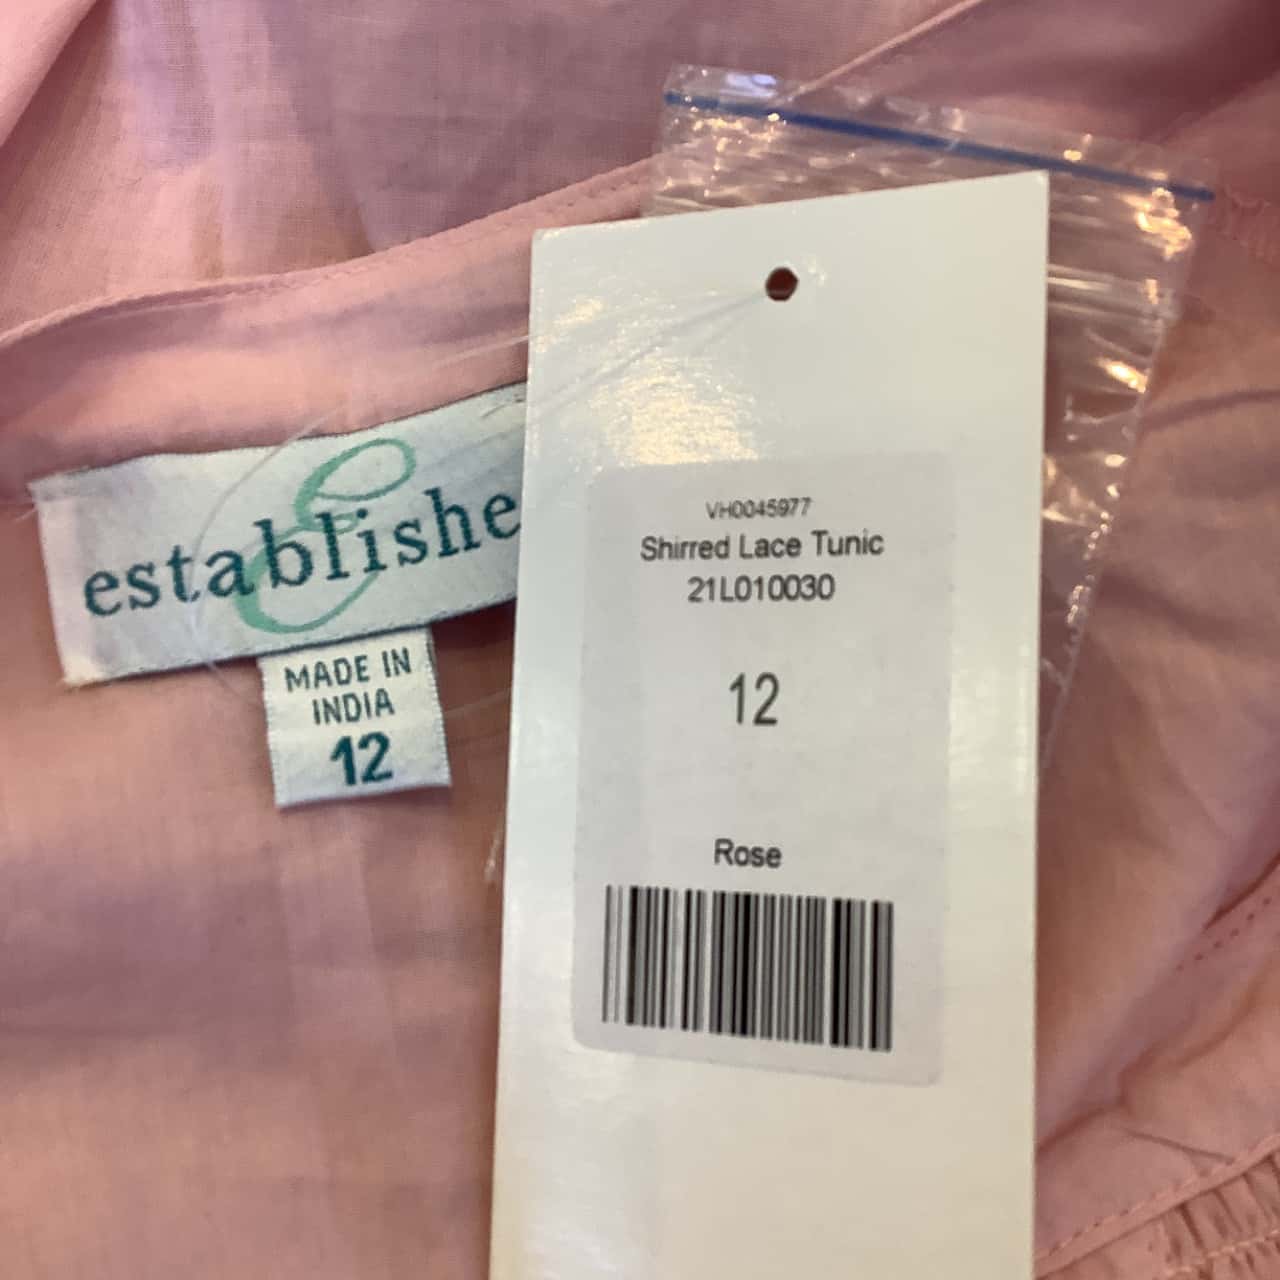 establishe
MADE IN
INDIA
12
VH0045977
Shirred Lace Tunic
21L010030
12
Rose